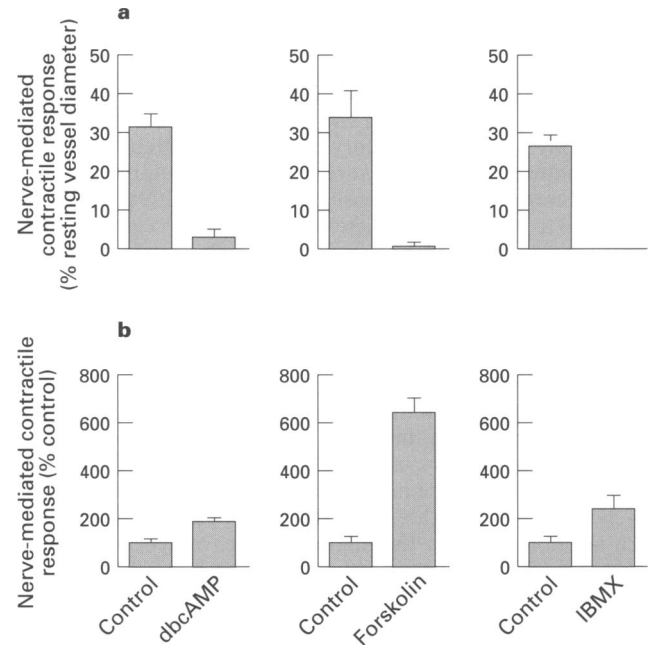 a
Nerve-mediated
contractile response
(% resting vessel diameter)
50
40
30
20
10
0
50
40
30
20
10
0
50
40
30
20
10
0
b
Nerve-mediated contractile
response (% control)
800
600
400
200
0
800
600
400
200
0
800
600
400
200
0
Control
dbcAMP
Control
Forskolin
Control
IBMX